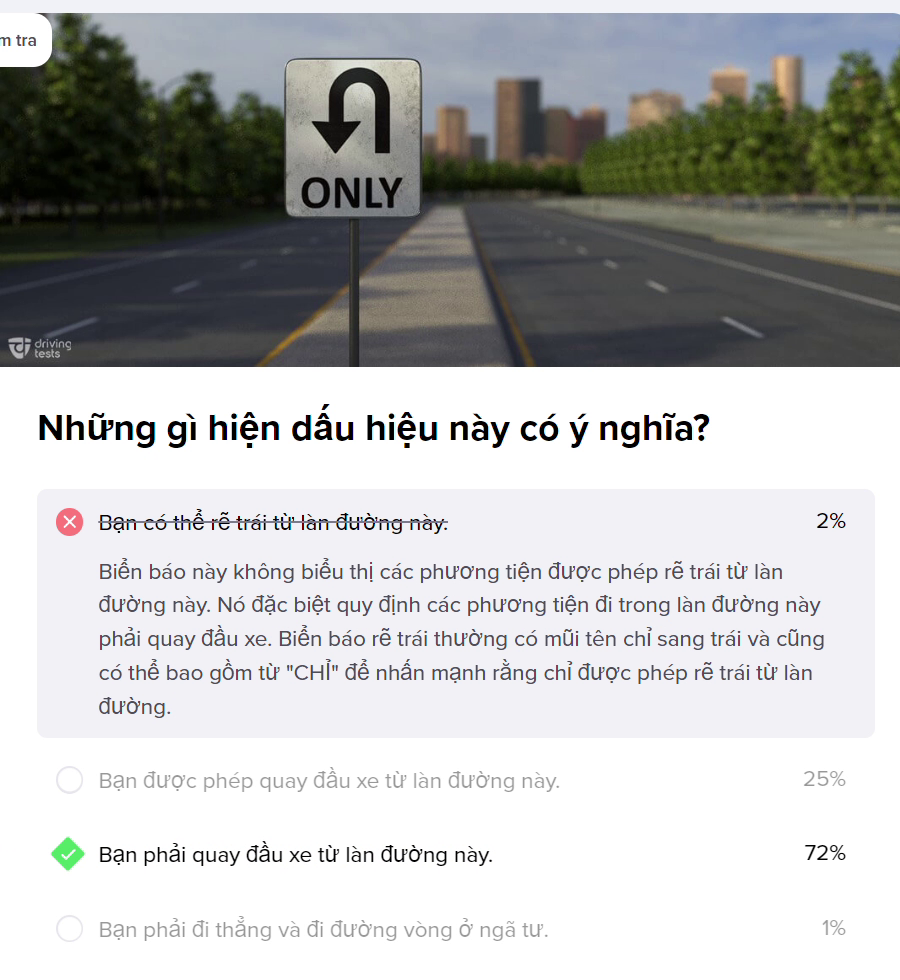 m tra
ONLY
driving
tests
Những gì hiện dấu hiệu này có ý nghĩa?
Bạn có thể rẽ trái từ làn đường này.
2%
Biển báo này không biểu thị các phương tiện được phép rẽ trái từ làn
đường này. Nó đặc biệt quy định các phương tiện đi trong làn đường này
phải quay đầu xe. Biển báo rẽ trái thường có mũi tên chỉ sang trái và cũng
có thể bao gồm từ "CHỈ" để nhấn mạnh rằng chỉ được phép rẽ trái từ làn
đường.
Bạn được phép quay đầu xe từ làn đường này.
25%
Bạn phải quay đầu xe từ làn đường này.
72%
Bạn phải đi thẳng và đi đường vòng ở ngã tư.
1%